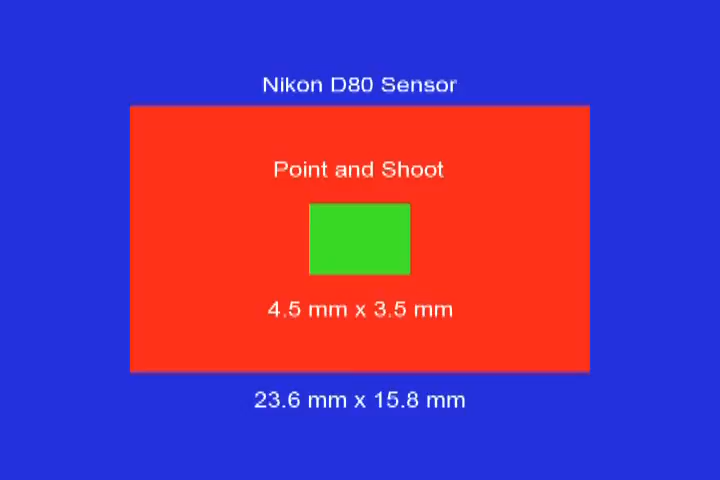 Nikon D80 Sensor
Point and Shoot
4.5 mm x 3.5 mm
23.6 mm x 15.8 mm